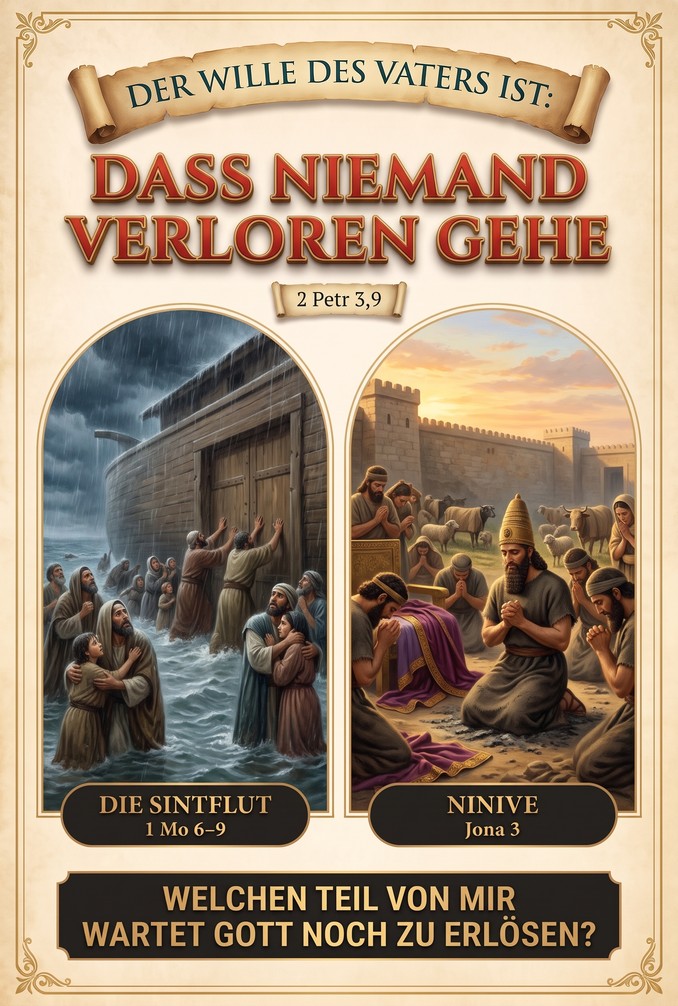 DER WILLE DES VATERS IST:
DASS NIEMAND
VERLOREN GEHE
2 Petr 3,9
DIE SINTFLUT
1 Mo 6–9
NINIVE
Jona 3
WELCHEN TEIL VON MIR
WARTET GOTT NOCH ZU ERLÖSEN?